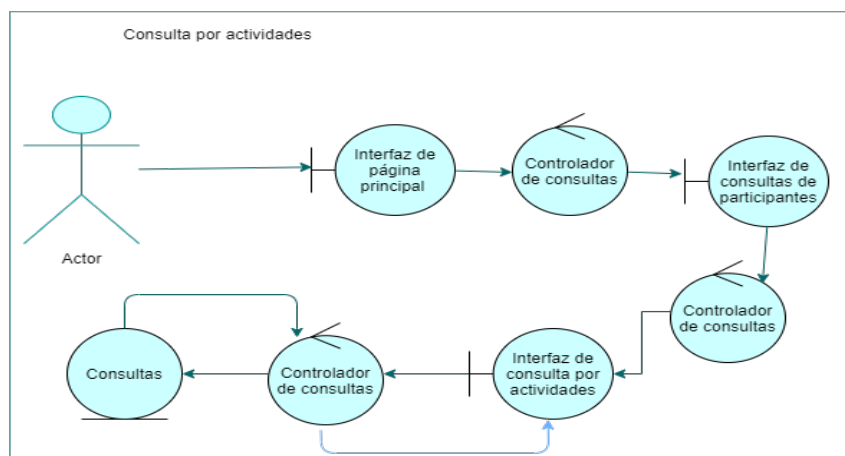 Consulta por actividades
Interfaz de
página
principal
Controlador
de consultas
Interfaz de
consultas de
participantes
Actor
Controlador
de consultas
Consultas
Controlador
de consultas
Interfaz de
consulta por
actividades